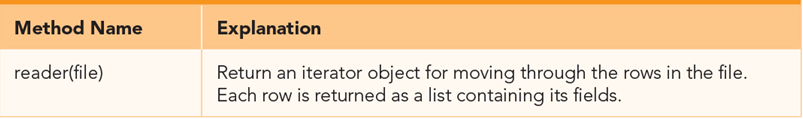 Method Name Explanation
reader(file) Return an iterator object for moving through the rows in the file.
Each row is returned as a list containing its fields.